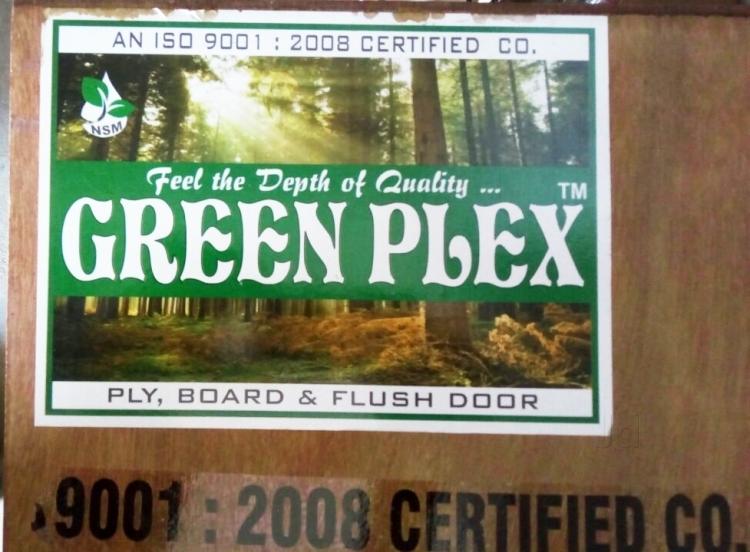 AN ISO 9001 : 2008 CERTIFIED CO.
NSM
Feel the Depth of Quality ...
GREEN PLEX TM
PLY, BOARD & FLUSH DOOR
9001 : 2008 CERTIFIED CO.